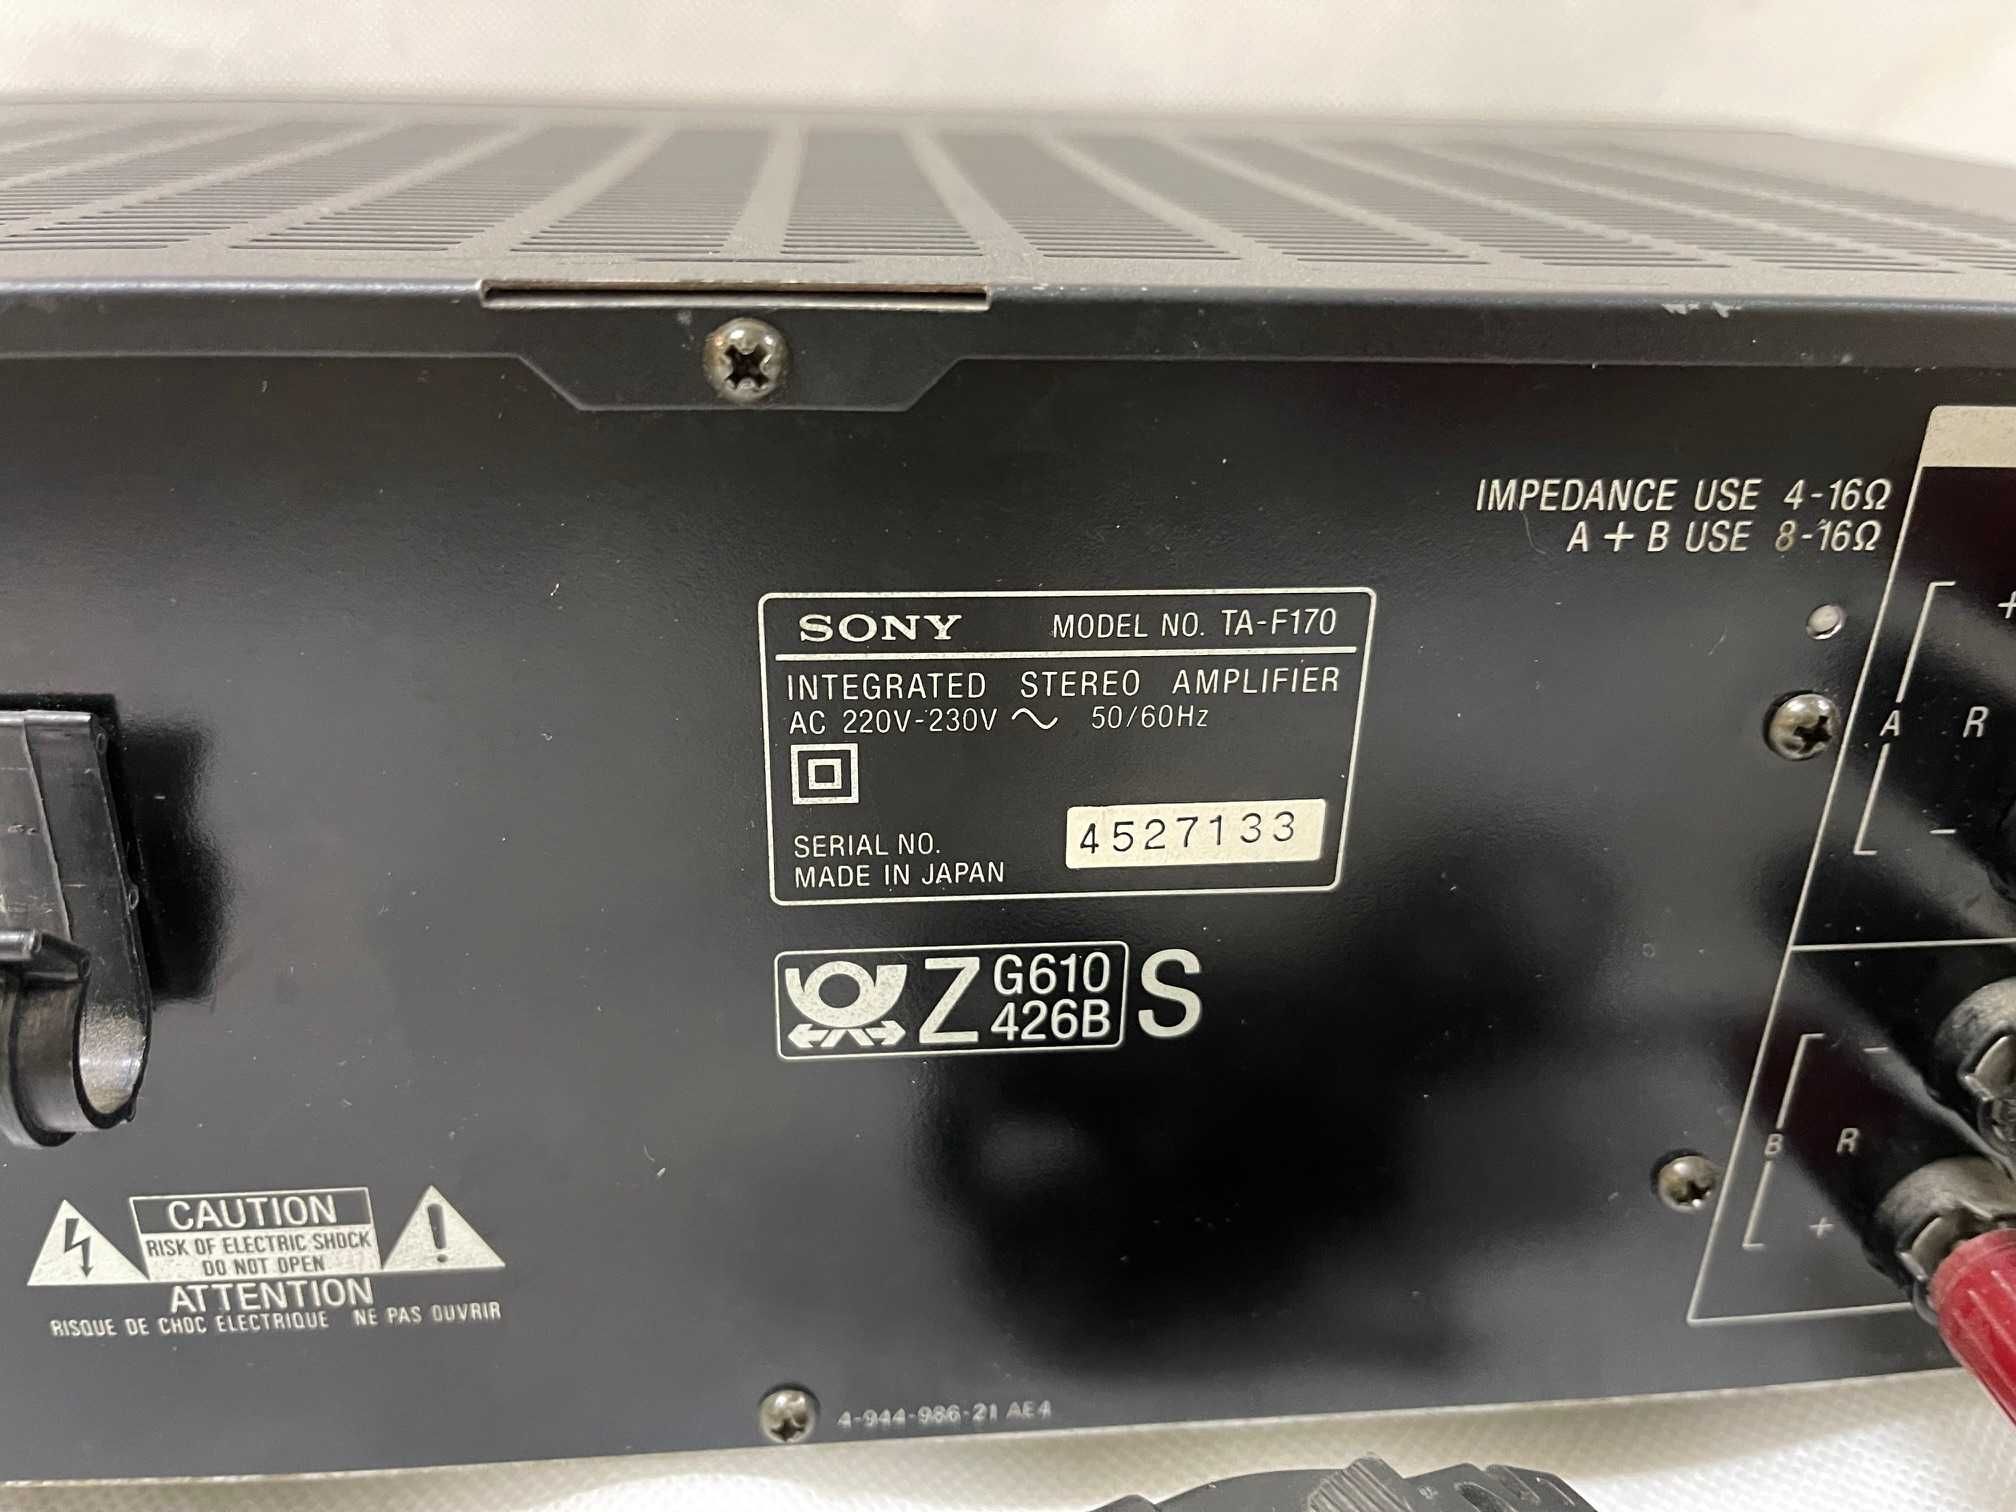 IMPEDANCE USE 4-16Ω
A + B USE 8-16Ω
SONY MODEL NO. TA-F170
INTEGRATED STEREO AMPLIFIER
AC 220V-230V ~ 50/60Hz
SERIAL NO. 4527133
MADE IN JAPAN
+
A R
-
Z G610 S
426B
-
B R
+
CAUTION
RISK OF ELECTRIC SHOCK
DO NOT OPEN
ATTENTION
RISQUE DE CHOC ELECTRIQUE NE PAS OUVRIR
4-944-986-21 AE4